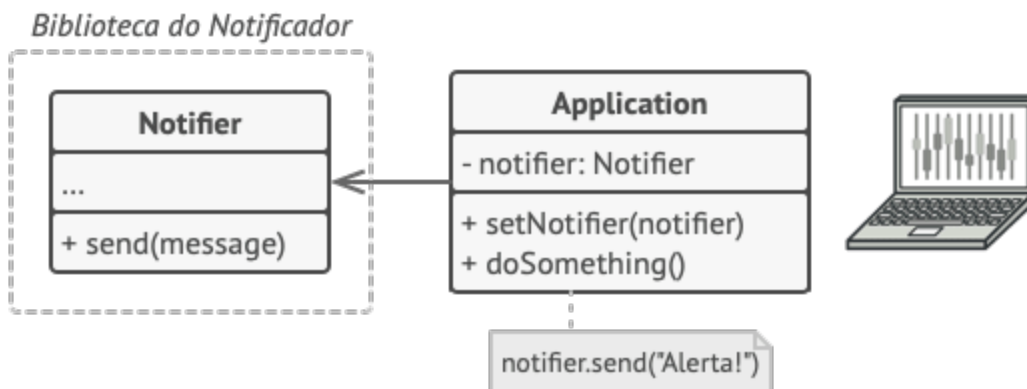 Biblioteca do Notificador
Notifier
...
+ send(message)
Application
- notifier: Notifier
+ setNotifier(notifier)
+ doSomething()
notifier.send("Alerta!")